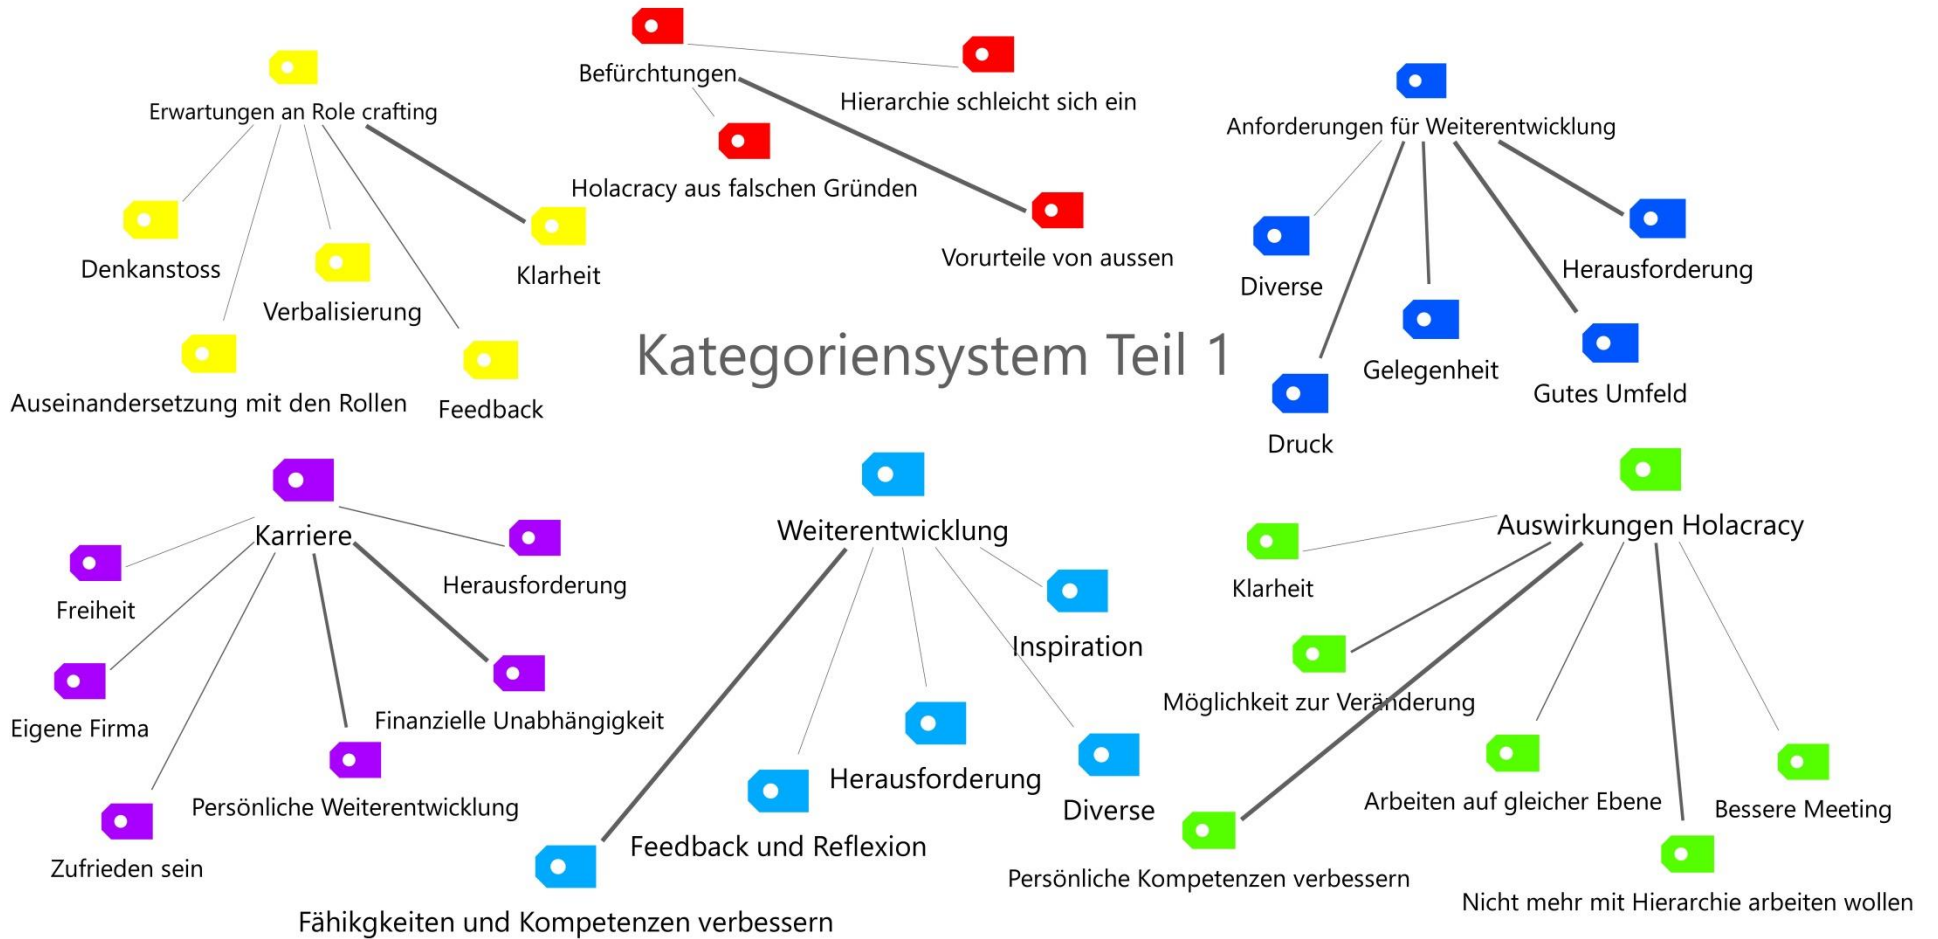 Erwartungen an Role crafting
Denkanstoss
Auseinandersetzung mit den Rollen
Verbalisierung
Feedback
Klarheit
Befürchtungen
Hierarchie schleicht sich ein
Holacracy aus falschen Gründen
Vorurteile von aussen
Anforderungen für Weiterentwicklung
Diverse
Druck
Gelegenheit
Gutes Umfeld
Herausforderung
Kategoriensystem Teil 1
Karriere
Freiheit
Eigene Firma
Zufrieden sein
Persönliche Weiterentwicklung
Finanzielle Unabhängigkeit
Herausforderung
Weiterentwicklung
Fähikgkeiten und Kompetenzen verbessern
Feedback und Reflexion
Herausforderung
Diverse
Inspiration
Auswirkungen Holacracy
Klarheit
Möglichkeit zur Veränderung
Persönliche Kompetenzen verbessern
Arbeiten auf gleicher Ebene
Nicht mehr mit Hierarchie arbeiten wollen
Bessere Meeting